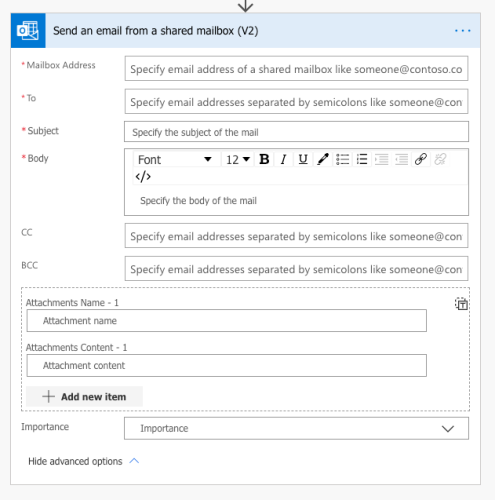 Send an email from a shared mailbox (V2)
* Mailbox Address
Specify email address of a shared mailbox like someone@contoso.co
* To
Specify email addresses separated by semicolons like someone@con
* Subject
Specify the subject of the mail
* Body
Font 12 B I U
</>
Specify the body of the mail
CC
Specify email addresses separated by semicolons like someone@con
BCC
Specify email addresses separated by semicolons like someone@con
Attachments Name - 1
Attachment name
Attachments Content - 1
Attachment content
Add new item
Importance
Importance
Hide advanced options